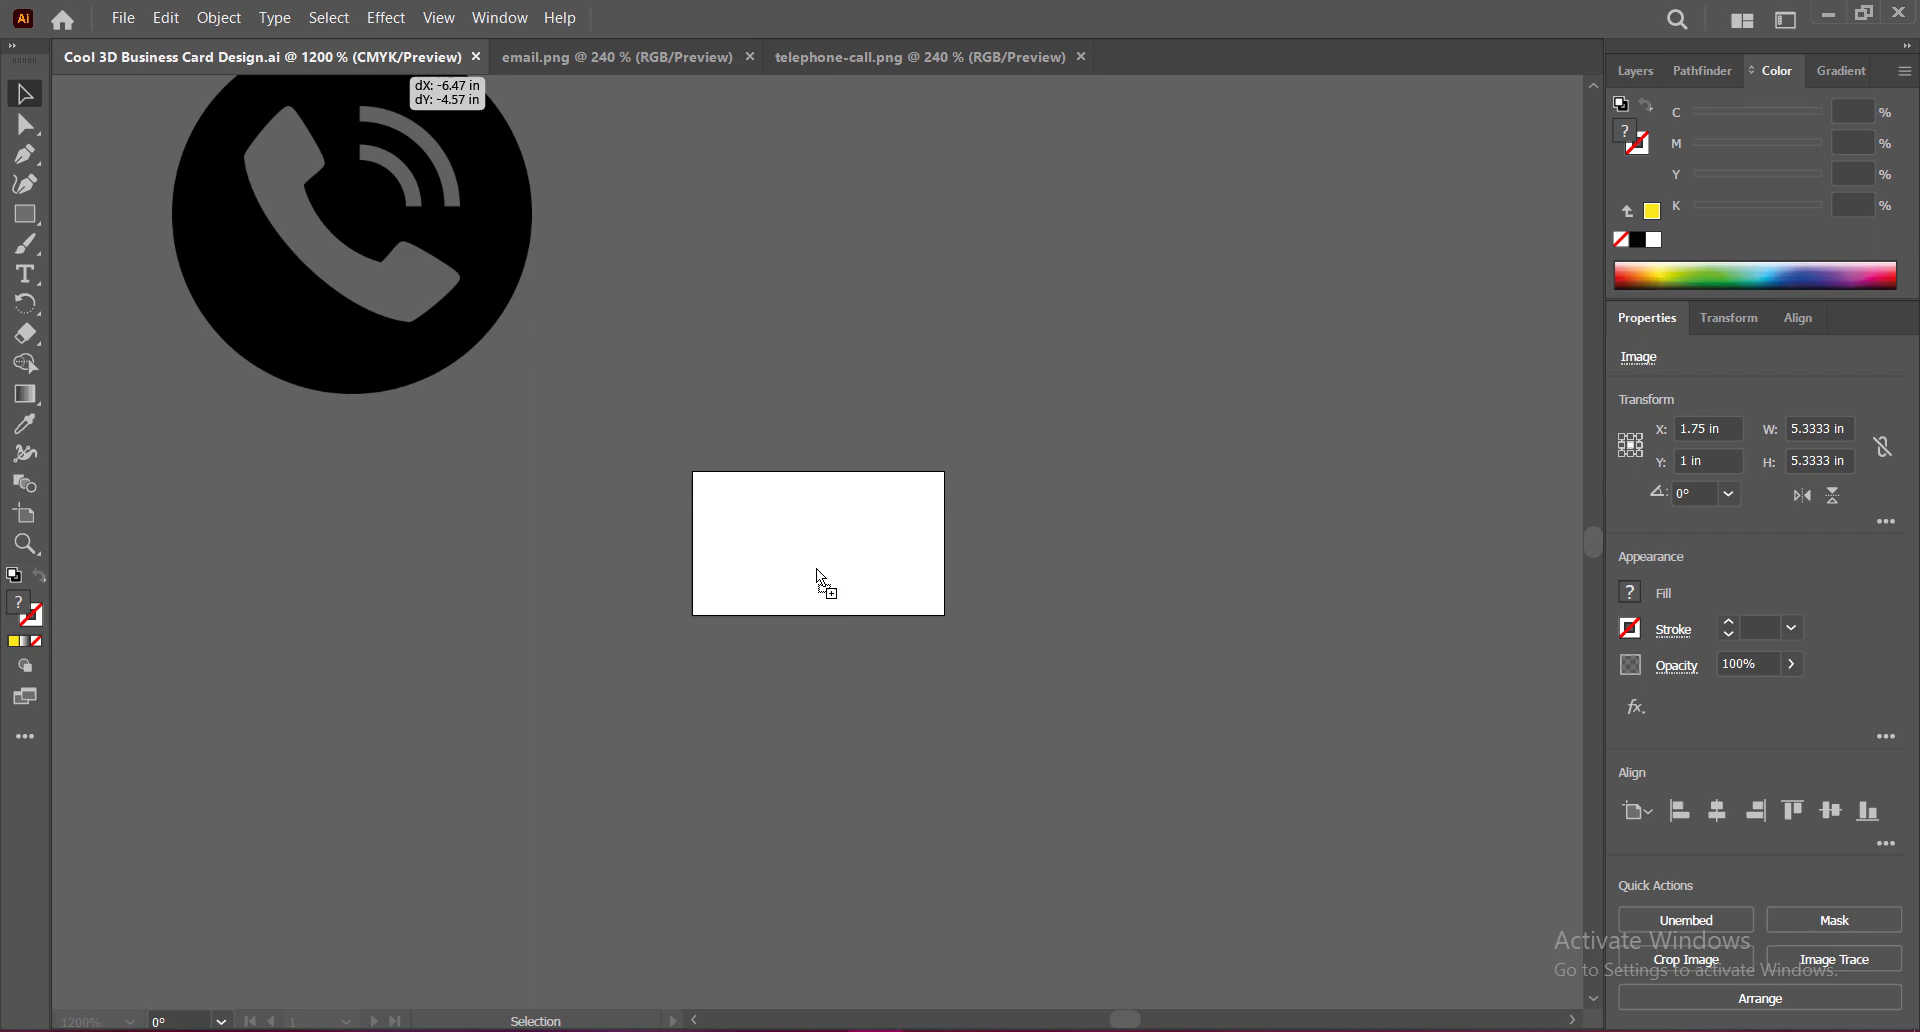 Ai File Edit Object Type Select Effect View Window Help
Cool 3D Business Card Design.ai @ 1200 % (CMYK/Preview) × email.png @ 240 % (RGB/Preview) × telephone-call.png @ 240 % (RGB/Preview) ×
dX: -6.47 in
dY: -4.57 in
Layers Pathfinder Color Gradient
C %
M %
Y %
K %
Properties Transform Align
Image
Transform
X: 1.75 in W: 5.3333 in
Y: 1 in H: 5.3333 in
0°
Appearance
? Fill
Stroke
Opacity 100%
fx.
Align
Quick Actions
Unembed Mask
Crop Image Image Trace
Arrange
Activate Windows
Go to Settings to activate Windows.
1200% 0° 1 Selection